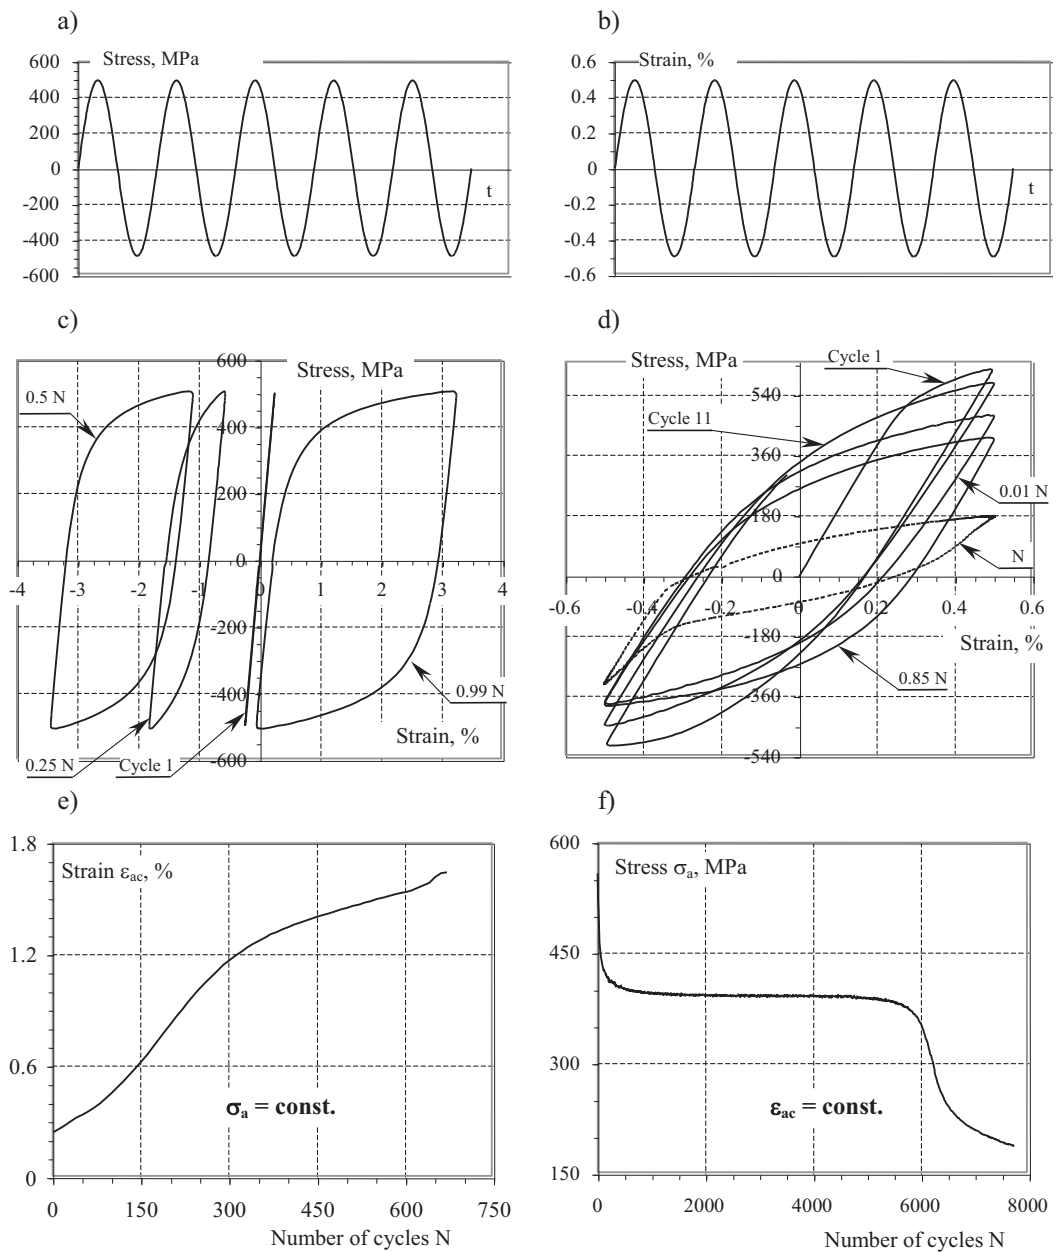 a)
Stress, MPa
600
400
200
0
-200
-400
-600
t
b)
Strain, %
0.6
0.4
0.2
0
-0.2
-0.4
-0.6
t
c)
Stress, MPa
600
400
200
0
-200
-400
-600
-4 -3 -2 -1 0 1 2 3 4
0.5 N
0.99 N
Strain, %
0.25 N
Cycle 1
d)
Stress, MPa
Cycle 1
540
Cycle 11
360
0.01 N
180
N
0
-0.6 -0.4 -0.2 0 0.2 0.4 0.6
-180
Strain, %
0.85 N
-360
-540
e)
1.8
Strain εac, %
1.2
0.6
σa = const.
0
0 150 300 450 600 750
Number of cycles N
f)
600
Stress σa, MPa
450
300
εac = const.
150
0 2000 4000 6000 8000
Number of cycles N